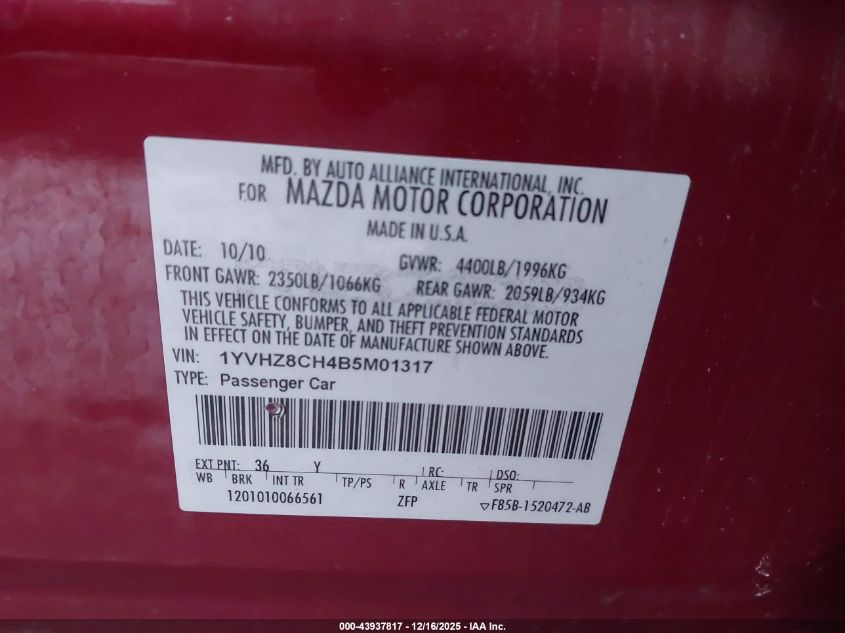 MFD. BY AUTO ALLIANCE INTERNATIONAL, INC.
FOR MAZDA MOTOR CORPORATION
MADE IN U.S.A.
DATE: 10/10 GVWR: 4400LB/1996KG
FRONT GAWR: 2350LB/1066KG REAR GAWR: 2059LB/934KG
THIS VEHICLE CONFORMS TO ALL APPLICABLE FEDERAL MOTOR
VEHICLE SAFETY, BUMPER, AND THEFT PREVENTION STANDARDS
IN EFFECT ON THE DATE OF MANUFACTURE SHOWN ABOVE.
VIN: 1YVHZ8CH4B5M01317
TYPE: Passenger Car
EXT PNT: 36 Y RC: DSO:
WB BRK INT TR TP/PS R AXLE TR SPR
1201010066561 ZFP ▽F85B-1520472-AB
000-43937817 - 12/16/2025 - IAA Inc.